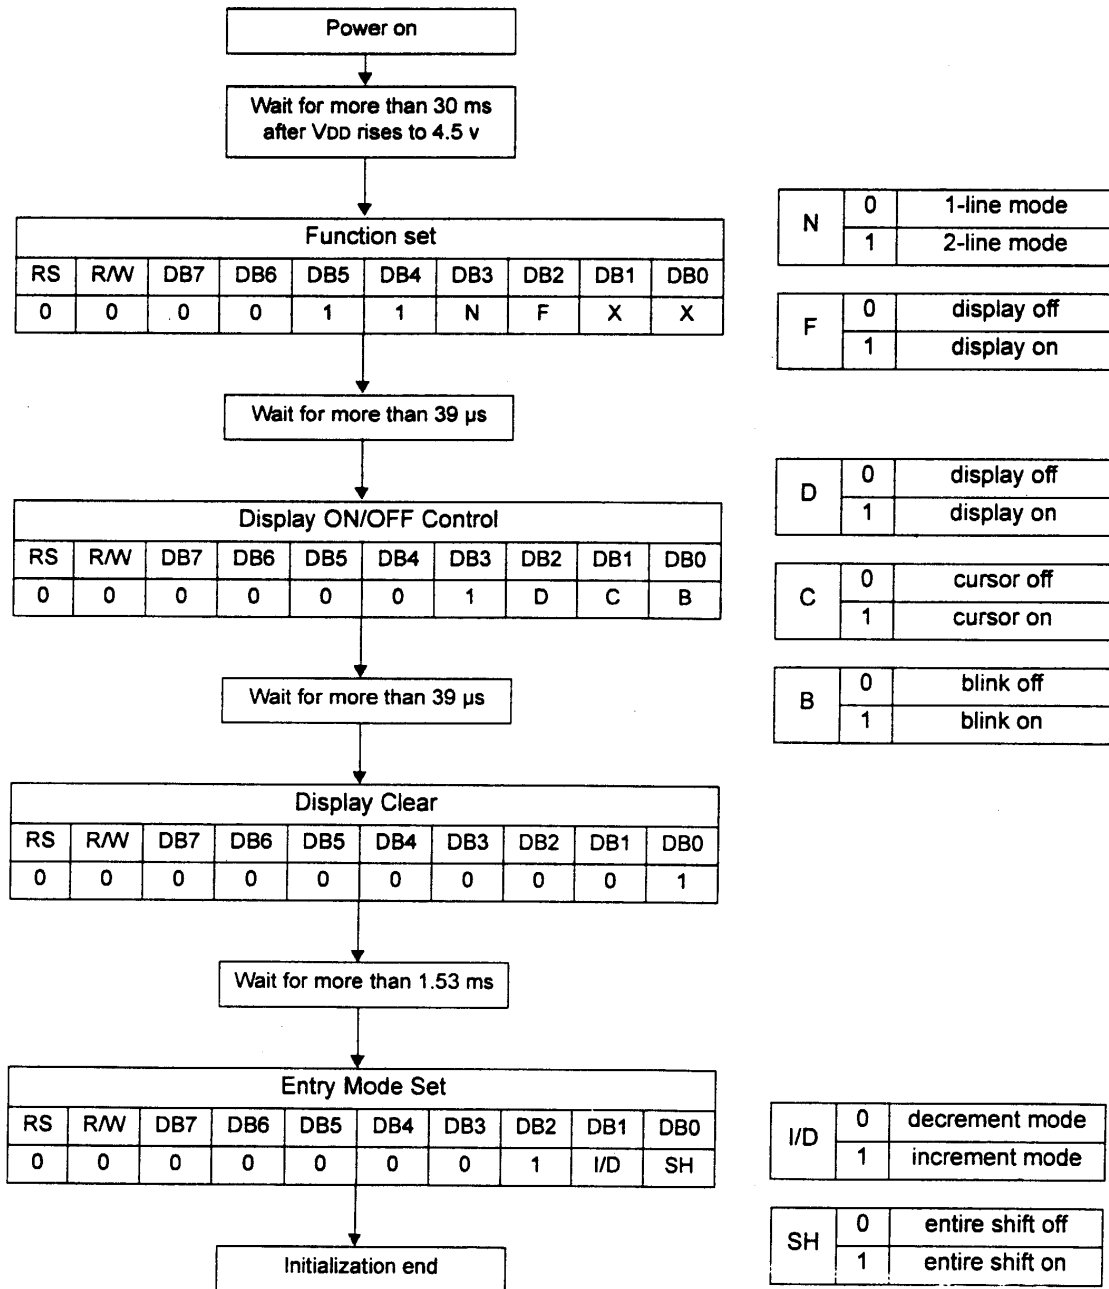 Power on
Wait for more than 30 ms
after VDD rises to 4.5 v
Function set
RS R/W DB7 DB6 DB5 DB4 DB3 DB2 DB1 DB0
0 0 0 0 1 1 N F X X
N 0 1-line mode
1 2-line mode
F 0 display off
1 display on
Wait for more than 39 µs
Display ON/OFF Control
RS R/W DB7 DB6 DB5 DB4 DB3 DB2 DB1 DB0
0 0 0 0 0 0 1 D C B
D 0 display off
1 display on
C 0 cursor off
1 cursor on
B 0 blink off
1 blink on
Wait for more than 39 µs
Display Clear
RS R/W DB7 DB6 DB5 DB4 DB3 DB2 DB1 DB0
0 0 0 0 0 0 0 0 0 1
Wait for more than 1.53 ms
Entry Mode Set
RS R/W DB7 DB6 DB5 DB4 DB3 DB2 DB1 DB0
0 0 0 0 0 0 0 1 I/D SH
I/D 0 decrement mode
1 increment mode
SH 0 entire shift off
1 entire shift on
Initialization end